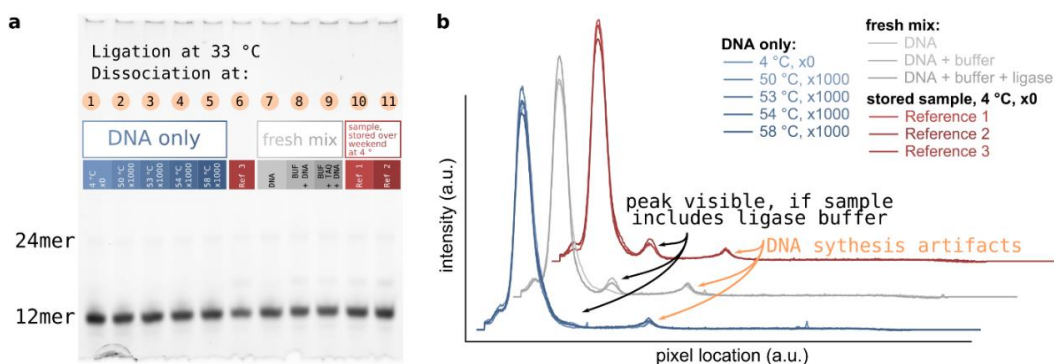 a
Ligation at 33 °C
Dissociation at:
1 2 3 4 5 6 7 8 9 10 11
DNA only
fresh mix
sample,
stored over
weekend
at 4 °
4 °C
x0
50 °C
x1000
53 °C
x1000
54 °C
x1000
58 °C
x1000
Ref 3
DNA
BUF
+ DNA
BUF
+ TAQ
+ DNA
Ref 1
Ref 2
24mer
12mer
b
DNA only:
4 °C, x0
50 °C, x1000
53 °C, x1000
54 °C, x1000
58 °C, x1000
fresh mix:
DNA
DNA + buffer
DNA + buffer + ligase
stored sample, 4 °C, x0
Reference 1
Reference 2
Reference 3
peak visible, if sample
includes ligase buffer
DNA sythesis artifacts
intensity (a.u.)
pixel location (a.u.)